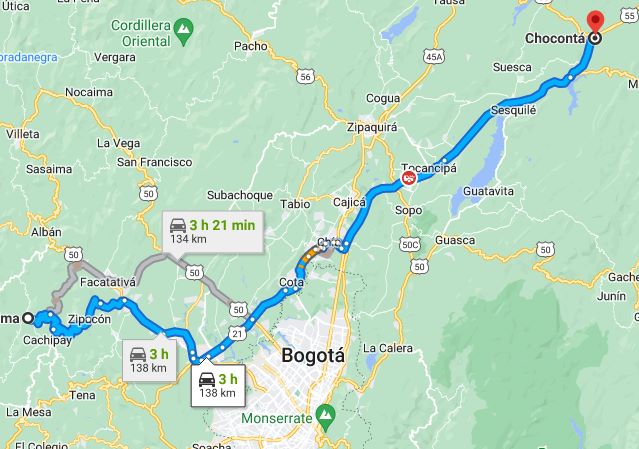 Útica
Cordillera
Oriental
Pacho
Tausa
Chocontá
55
oradanegra
Vergara
56
45A
Suesca
Nocaima
Cogua
Sesquilé
Villeta
La Vega
Zipaquirá
Sasaima
San Francisco
Tocancipá
50
Subachoque
Tabio
Cajicá
Guatavita
Albán
3 h 21 min
134 km
Sopo
50
50C
Guasca
50
Facatativá
50
Cota
Junín
50
ma
Zipacón
Cachipay
21
3 h
138 km
Bogotá
La Calera
3 h
138 km
Tena
La Mesa
Monserrate
El Colegio